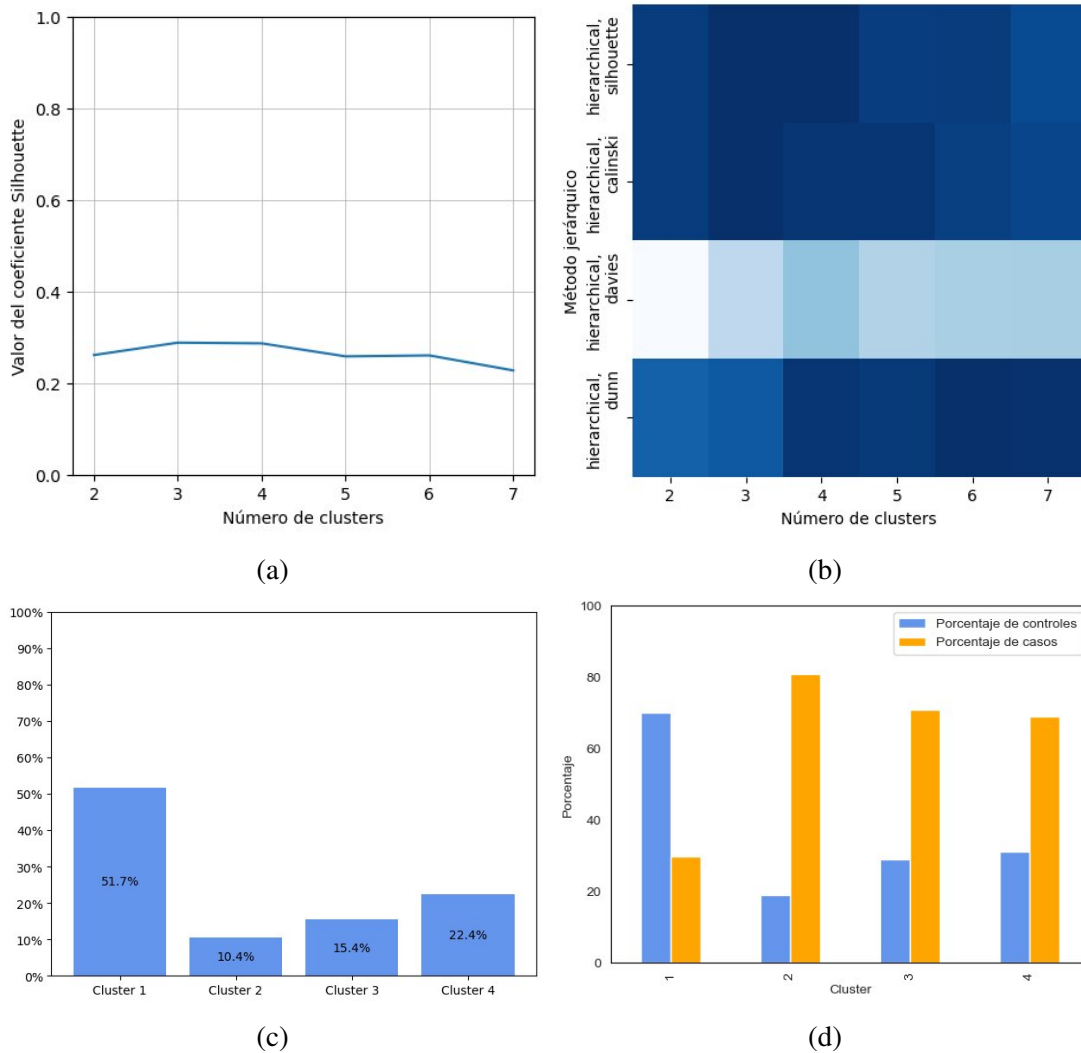 1.0
0.8
0.6
0.4
0.2
0.0
Valor del coeficiente Silhouette
2 3 4 5 6 7
Número de clusters
(a)
Método jerárquico
hierarchical,
silhouette
hierarchical,
calinski
hierarchical,
davies
hierarchical,
dunn
2 3 4 5 6 7
Número de clusters
(b)
100%
90%
80%
70%
60%
50%
40%
30%
20%
10%
0%
51.7%
10.4%
15.4%
22.4%
Cluster 1 Cluster 2 Cluster 3 Cluster 4
(c)
Porcentaje de controles
Porcentaje de casos
100
80
60
40
20
0
Porcentaje
1 2 3 4
Cluster
(d)